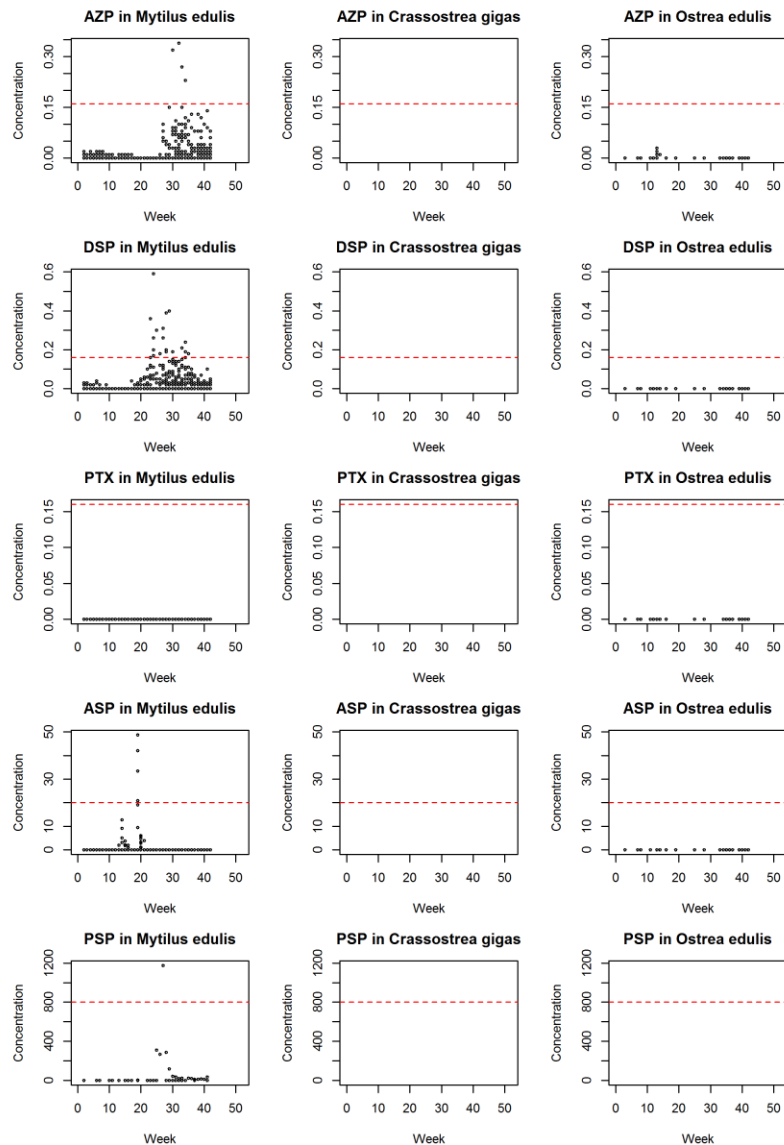 AZP in Mytilus edulis
AZP in Crassostrea gigas
AZP in Ostrea edulis
Concentration
0.00 0.15 0.30
0 10 20 30 40 50
Week
Concentration
0.00 0.15 0.30
0 10 20 30 40 50
Week
Concentration
0.00 0.15 0.30
0 10 20 30 40 50
Week
DSP in Mytilus edulis
DSP in Crassostrea gigas
DSP in Ostrea edulis
Concentration
0.0 0.2 0.4 0.6
0 10 20 30 40 50
Week
Concentration
0.0 0.2 0.4 0.6
0 10 20 30 40 50
Week
Concentration
0.0 0.2 0.4 0.6
0 10 20 30 40 50
Week
PTX in Mytilus edulis
PTX in Crassostrea gigas
PTX in Ostrea edulis
Concentration
0.00 0.05 0.10 0.15
0 10 20 30 40 50
Week
Concentration
0.00 0.05 0.10 0.15
0 10 20 30 40 50
Week
Concentration
0.00 0.05 0.10 0.15
0 10 20 30 40 50
Week
ASP in Mytilus edulis
ASP in Crassostrea gigas
ASP in Ostrea edulis
Concentration
0 10 30 50
0 10 20 30 40 50
Week
Concentration
0 10 30 50
0 10 20 30 40 50
Week
Concentration
0 10 30 50
0 10 20 30 40 50
Week
PSP in Mytilus edulis
PSP in Crassostrea gigas
PSP in Ostrea edulis
Concentration
0 400 800 1200
0 10 20 30 40 50
Week
Concentration
0 400 800 1200
0 10 20 30 40 50
Week
Concentration
0 400 800 1200
0 10 20 30 40 50
Week